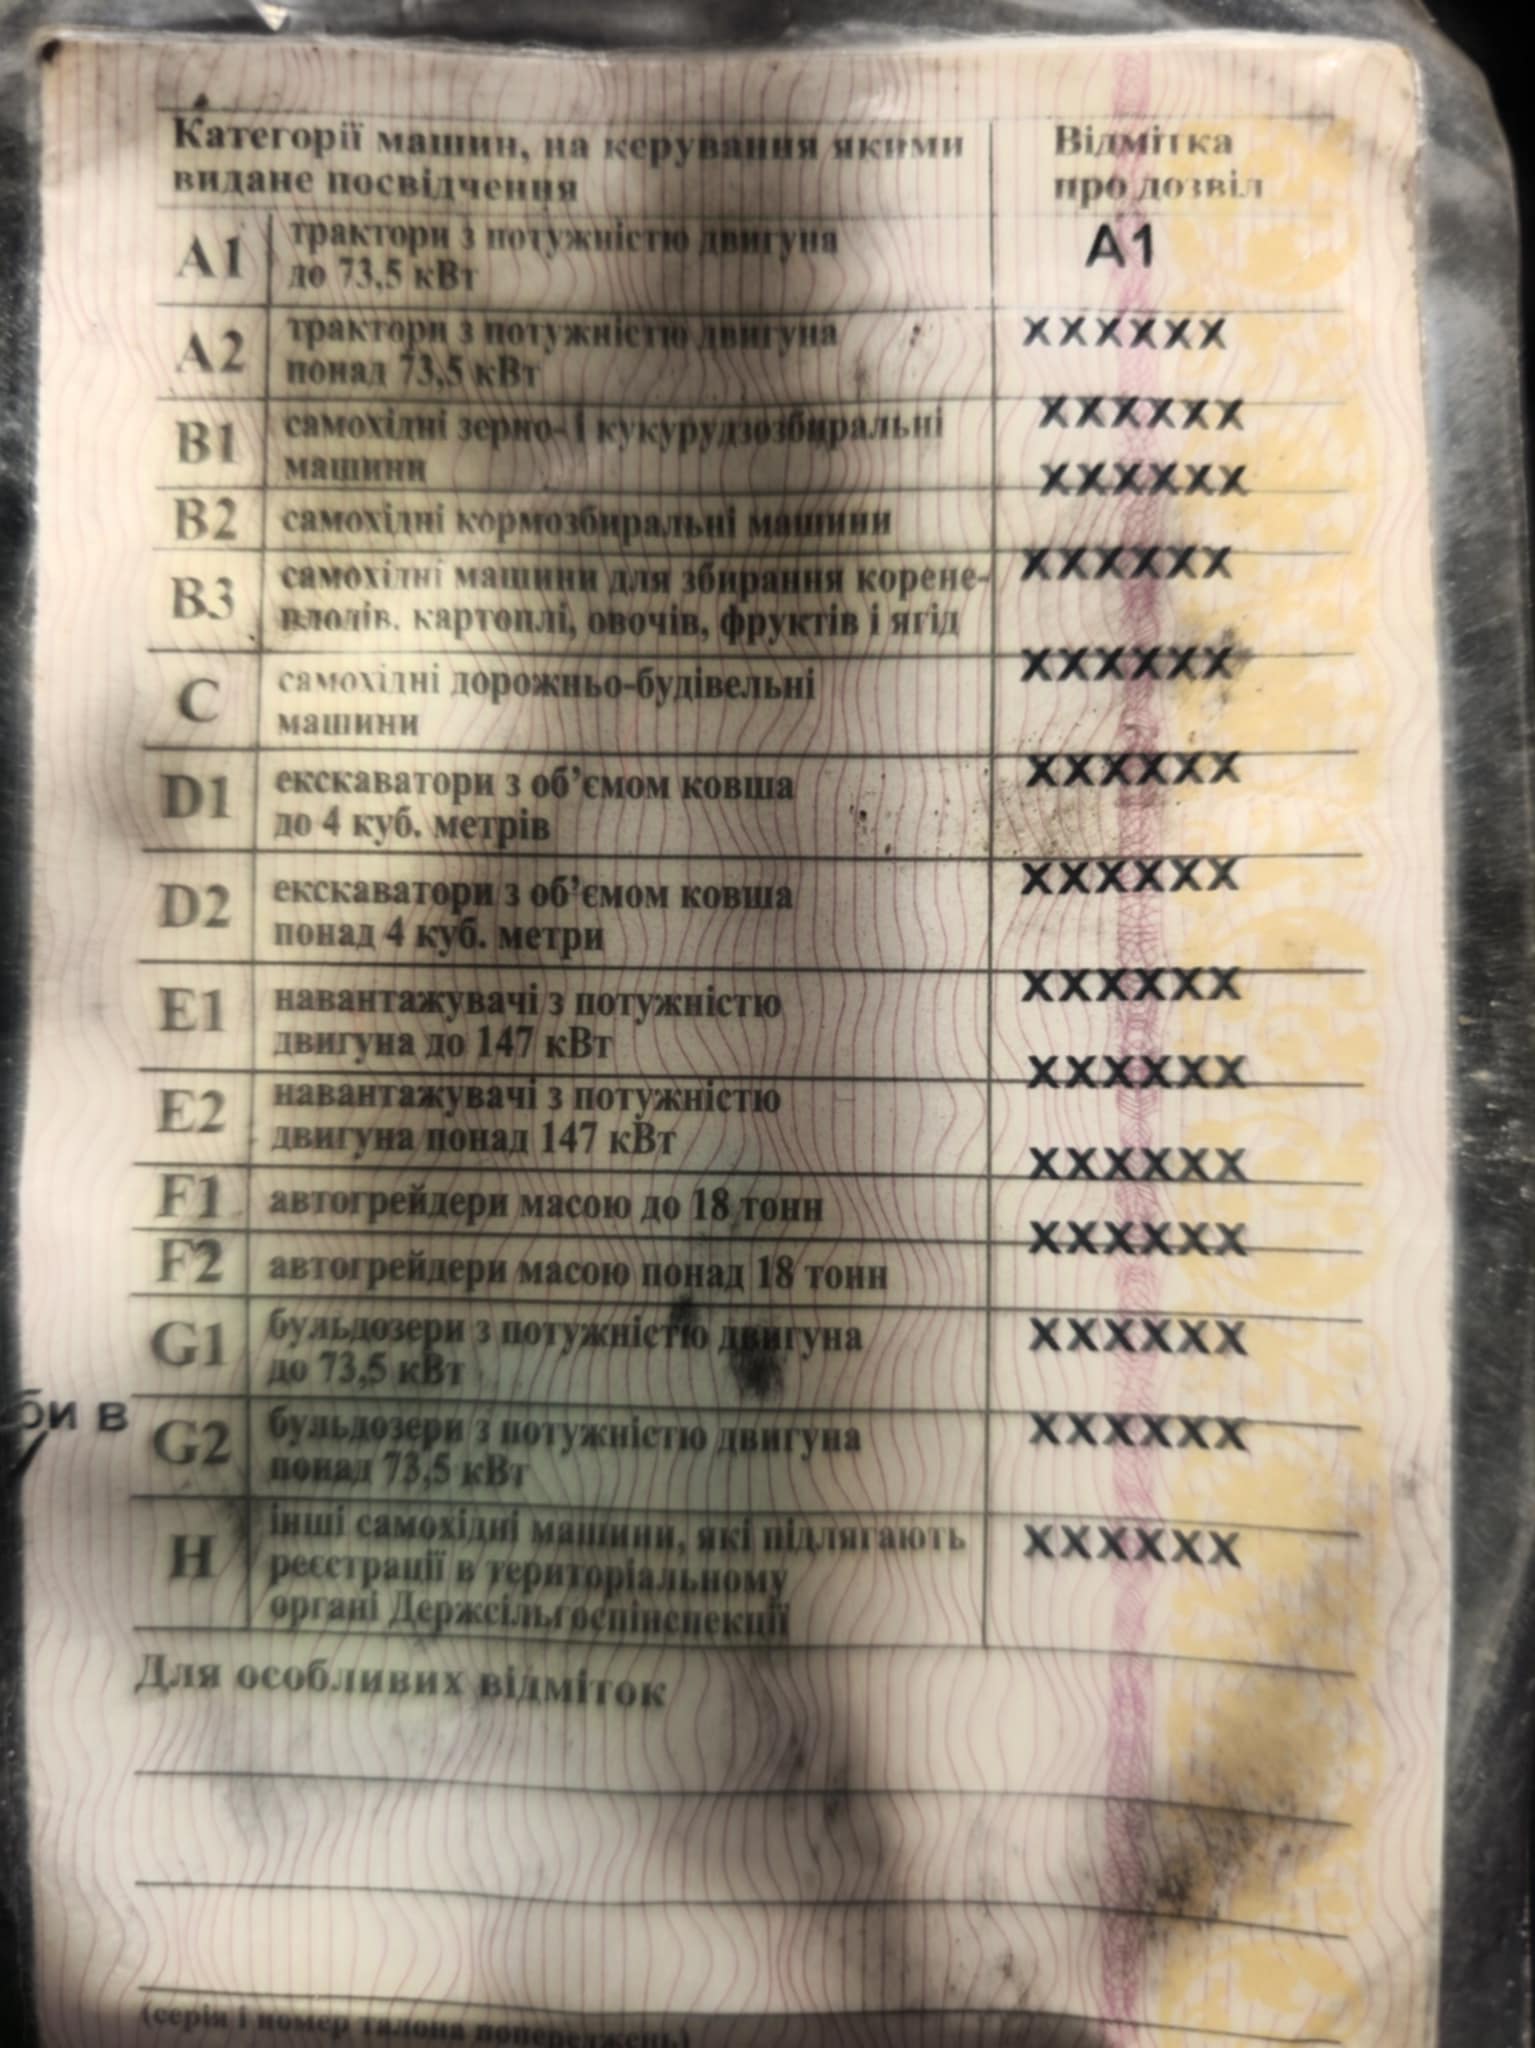 Категорії машин, на керування якими
видане посвідчення
Відмітка
про дозвіл
A1
трактори з потужністю двигуна
до 73,5 кВт
A1
A2
трактори з потужністю двигуна
понад 73,5 кВт
XXXXXX
B1
самохідні зерно- і кукурудзозбиральні
машини
XXXXXX
B2
самохідні кормозбиральні машини
XXXXXX
B3
самохідні машини для збирання корене-
плодів, картоплі, овочів, фруктів і ягід
XXXXXX
C
самохідні дорожньо-будівельні
машини
XXXXXX
D1
екскаватори з об’ємом ковша
до 4 куб. метрів
XXXXXX
D2
екскаватори з об’ємом ковша
понад 4 куб. метри
XXXXXX
E1
навантажувачі з потужністю
двигуна до 147 кВт
XXXXXX
E2
навантажувачі з потужністю
двигуна понад 147 кВт
XXXXXX
F1
автогрейдери масою до 18 тонн
XXXXXX
F2
автогрейдери масою понад 18 тонн
XXXXXX
G1
бульдозери з потужністю двигуна
до 73,5 кВт
XXXXXX
би в
G2
бульдозери з потужністю двигуна
понад 73,5 кВт
XXXXXX
H
інші самохідні машини, які підлягають
реєстрації в територіальному
органі Держсільгоспінспекції
XXXXXX
Для особливих відміток
(серія і номер талона попереджень)